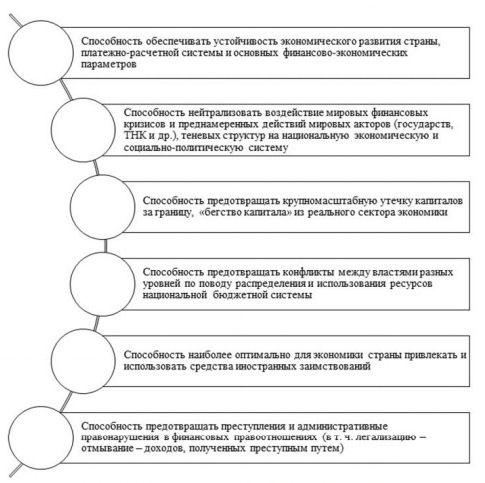 Способность обеспечивать устойчивость экономического развития страны,
платежно-расчетной системы и основных финансово-экономических
параметров
Способность нейтрализовать воздействие мировых финансовых
кризисов и преднамеренных действий мировых акторов (государств,
ТНК и др.), теневых структур на национальную экономическую и
социально-политическую систему
Способность предотвращать крупномасштабную утечку капиталов
за границу, «бегство капитала» из реального сектора экономики
Способность предотвращать конфликты между властями разных
уровней по поводу распределения и использования ресурсов
национальной бюджетной системы
Способность наиболее оптимально для экономики страны привлекать и
использовать средства иностранных заимствований
Способность предотвращать преступления и административные
правонарушения в финансовых правоотношениях (в т. ч. легализацию –
отмывание – доходов, полученных преступным путем)